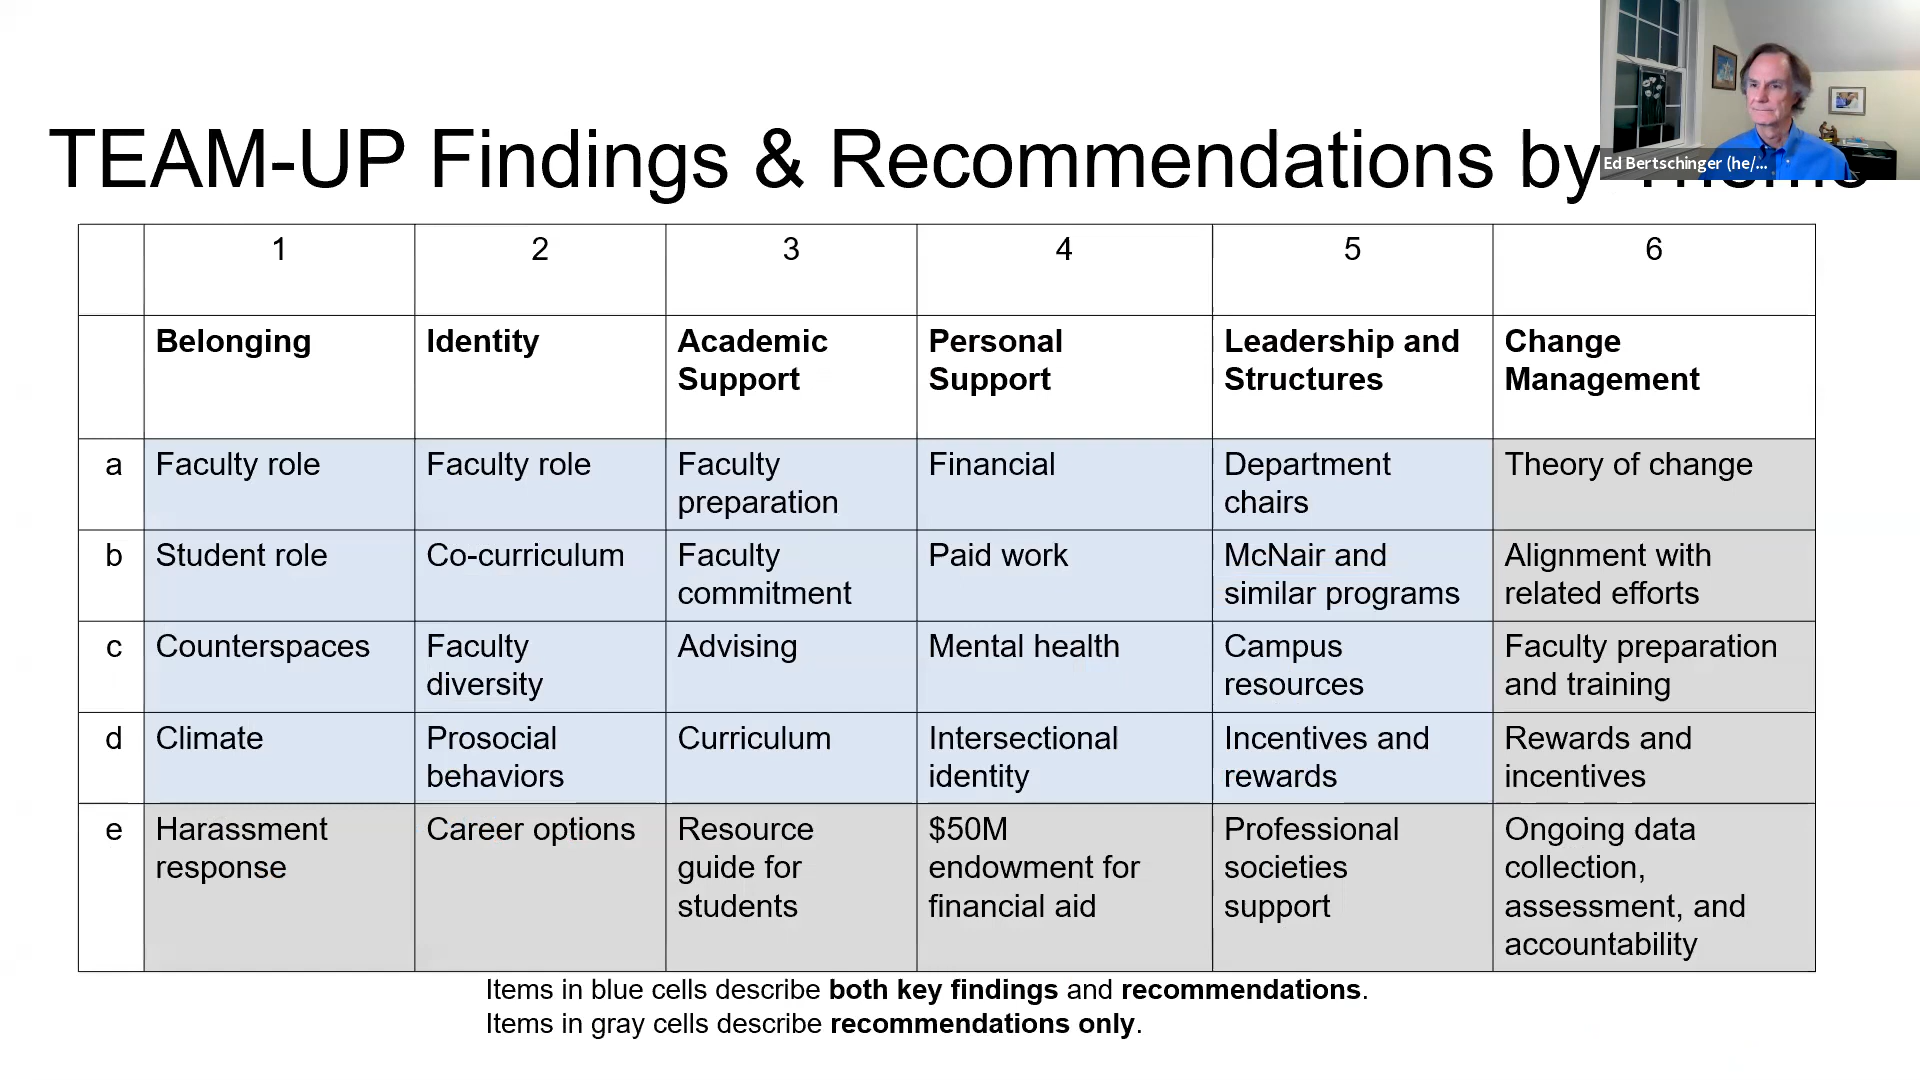 TEAM-UP Findings & Recommendations by
Ed Bertschinger (he/...
1 2 3 4 5 6
Belonging Identity Academic Support Personal Support Leadership and Structures Change Management
a Faculty role Faculty role Faculty preparation Financial Department chairs Theory of change
b Student role Co-curriculum Faculty commitment Paid work McNair and similar programs Alignment with related efforts
c Counterspaces Faculty diversity Advising Mental health Campus resources Faculty preparation and training
d Climate Prosocial behaviors Curriculum Intersectional identity Incentives and rewards Rewards and incentives
e Harassment response Career options Resource guide for students $50M endowment for financial aid Professional societies support Ongoing data collection, assessment, and accountability
Items in blue cells describe both key findings and recommendations.
Items in gray cells describe recommendations only.